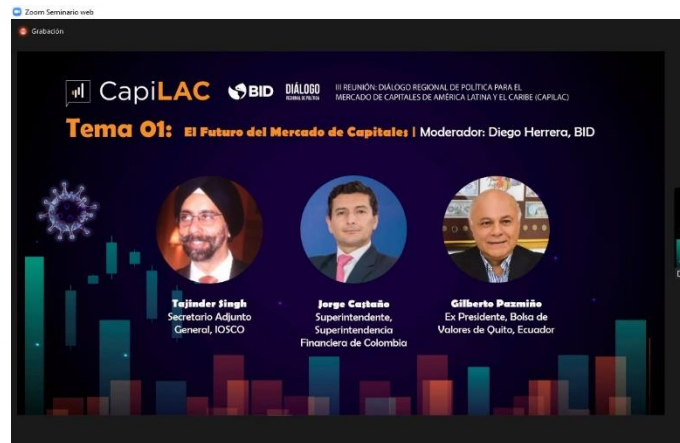 Zoom Seminario web
Grabación
CapiLAC
BID
DIÁLOGO
REGIONAL DE POLÍTICA
III REUNIÓN: DIÁLOGO REGIONAL DE POLÍTICA PARA EL
MERCADO DE CAPITALES DE AMÉRICA LATINA Y EL CARIBE (CAPILAC)
Tema 01: El Futuro del Mercado de Capitales | Moderador: Diego Herrera, BID
Tajinder Singh
Secretario Adjunto
General, IOSCO
Jorge Castaño
Superintendente,
Superintendencia
Financiera de Colombia
Gilberto Pazmiño
Ex Presidente, Bolsa de
Valores de Quito, Ecuador